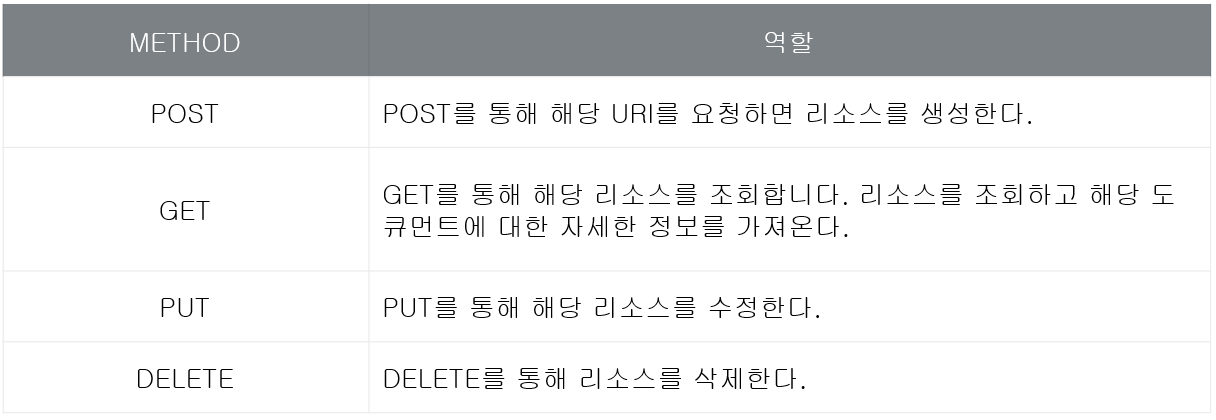 METHOD 역할
POST POST를 통해 해당 URI를 요청하면 리소스를 생성한다.
GET를 통해 해당 리소스를 조회합니다. 리소스를 조회하고 해당 도
GET
큐먼트에 대한 자세한 정보를 가져온다.
PUT PUT를 통해 해당 리소스를 수정한다.
DELETE DELETE를 통해 리소스를 삭제한다.